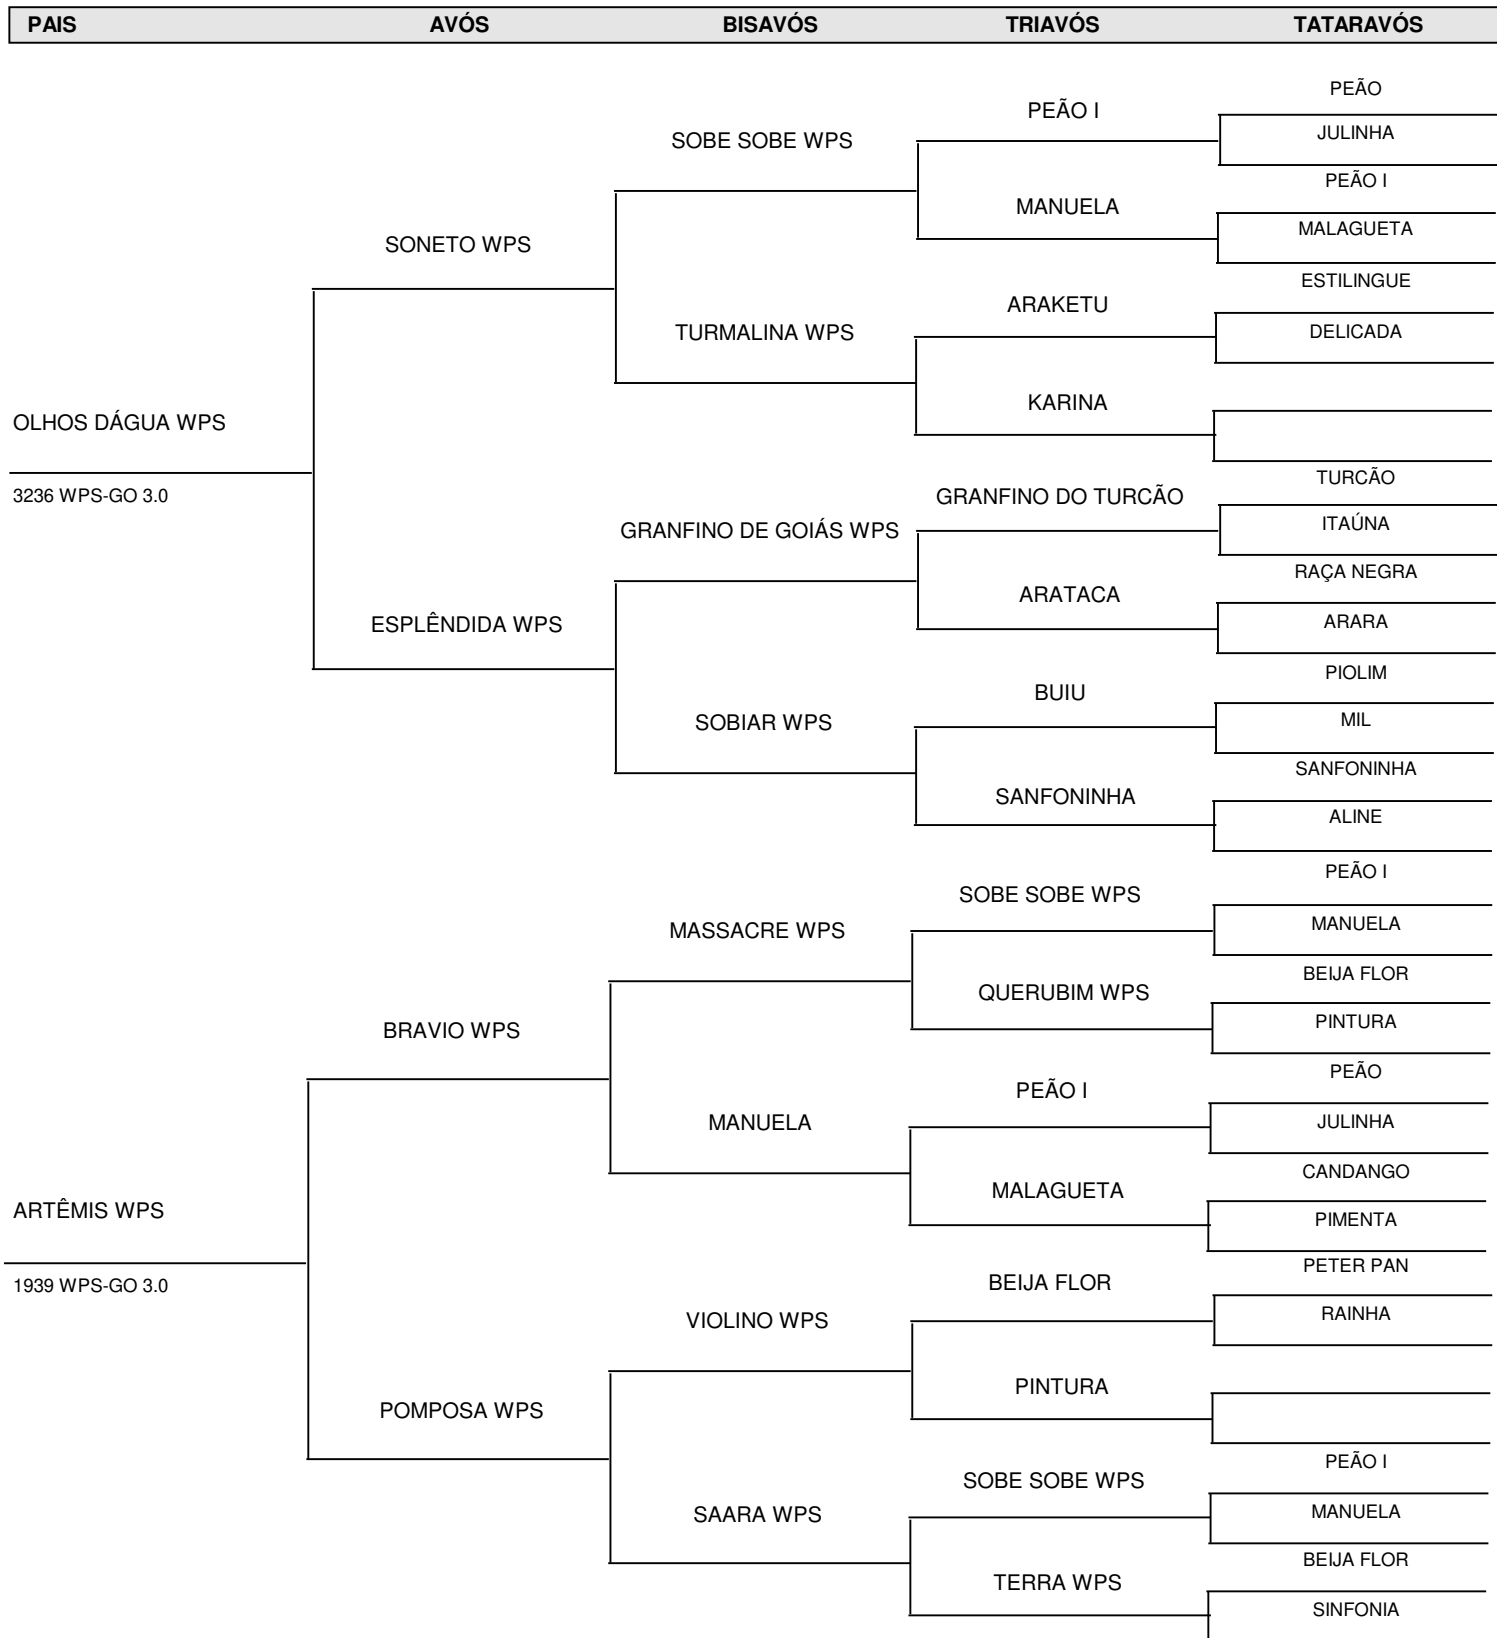 PAIS AVÓS BISAVÓS TRIAVÓS TATARAVÓS
PEÃO
PEÃO I
JULINHA
SOBE SOBE WPS
PEÃO I
MANUELA
MALAGUETA
SONETO WPS
ESTILINGUE
ARAKETU
TURMALINA WPS
DELICADA
KARINA
OLHOS DÁGUA WPS
TURCÃO
3236 WPS-GO 3.0
GRANFINO DO TURCÃO
ITAÚNA
GRANFINO DE GOIÁS WPS
RAÇA NEGRA
ARATACA
ARARA
ESPLÊNDIDA WPS
PIOLIM
BUIU
MIL
SOBIAR WPS
SANFONINHA
SANFONINHA
ALINE
PEÃO I
SOBE SOBE WPS
MANUELA
MASSACRE WPS
BEIJA FLOR
QUERUBIM WPS
PINTURA
BRAVIO WPS
PEÃO
PEÃO I
JULINHA
MANUELA
CANDANGO
MALAGUETA
ARTÊMIS WPS
PIMENTA
PETER PAN
1939 WPS-GO 3.0
BEIJA FLOR
RAINHA
VIOLINO WPS
PINTURA
POMPOSA WPS
PEÃO I
SOBE SOBE WPS
MANUELA
SAARA WPS
BEIJA FLOR
TERRA WPS
SINFONIA